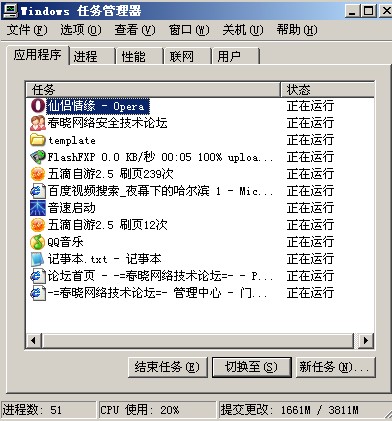 Windows 任务管理器
文件(F) 选项(O) 查看(V) 窗口(W) 关机(U) 帮助(H)
应用程序 进程 性能 联网 用户
任务 状态
仙侣情缘 - Opera 正在运行
春晓网络安全技术论坛 正在运行
template 正在运行
FlashFXP 0.0 KB/秒 00:05 100% uploa... 正在运行
五滴自游2.5 刷页239次 正在运行
百度视频搜索_夜幕下的哈尔滨 1 - Mic... 正在运行
音速启动 正在运行
五滴自游2.5 刷页12次 正在运行
QQ音乐 正在运行
记事本.txt - 记事本 正在运行
论坛首页 - -=春晓网络技术论坛=- - P... 正在运行
-=春晓网络技术论坛=- 管理中心 - 门... 正在运行
结束任务(E) 切换至(S) 新任务(N)...
进程数: 51 CPU 使用: 20% 提交更改: 1661M / 3811M